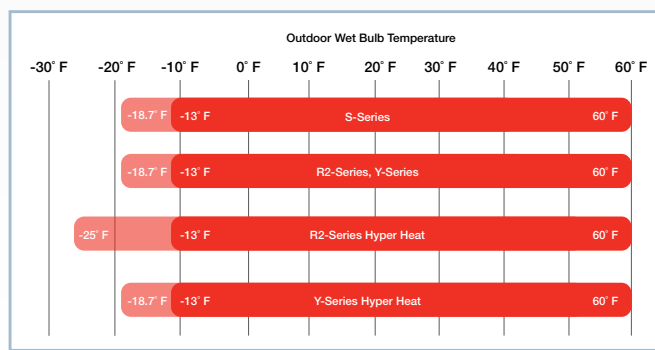 Outdoor Wet Bulb Temperature
-30˚ F -20˚ F -10˚ F 0˚ F 10˚ F 20˚ F 30˚ F 40˚ F 50˚ F 60˚ F
-18.7˚ F -13˚ F S-Series 60˚ F
-18.7˚ F -13˚ F R2-Series, Y-Series 60˚ F
-25˚ F -13˚ F R2-Series Hyper Heat 60˚ F
-18.7˚ F -13˚ F Y-Series Hyper Heat 60˚ F